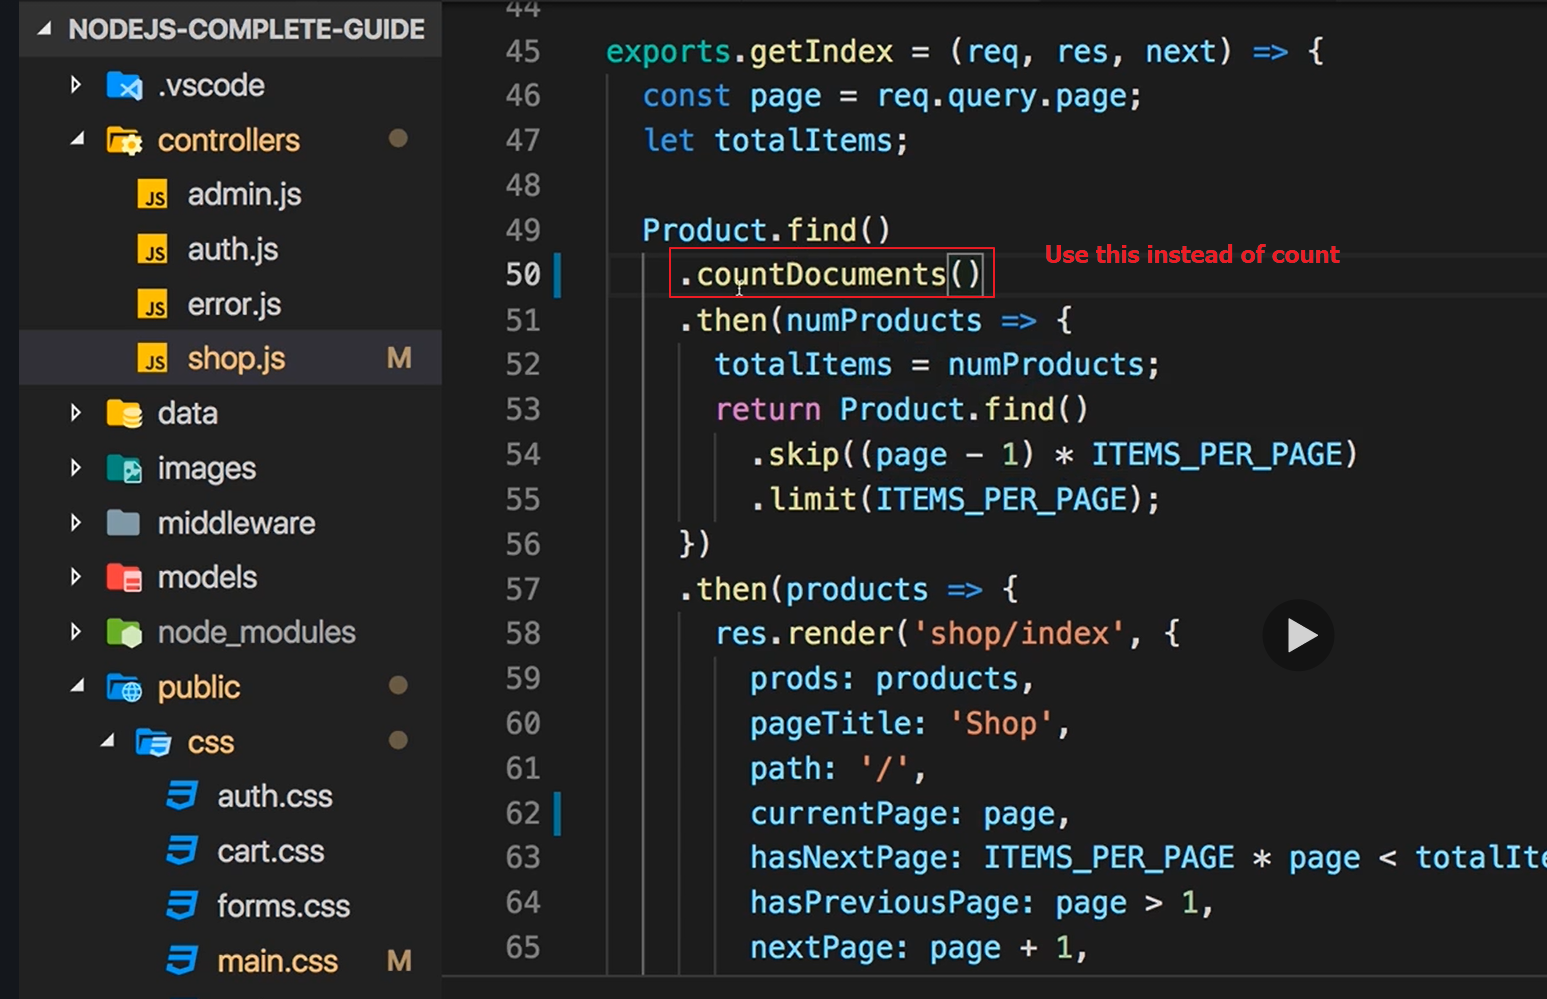 NODEJS-COMPLETE-GUIDE
.vscode
controllers
JS admin.js
JS auth.js
JS error.js
JS shop.js M
data
images
middleware
models
node_modules
public
css
auth.css
cart.css
forms.css
main.css M
44
45 exports.getIndex = (req, res, next) => {
46 const page = req.query.page;
47 let totalItems;
48
49 Product.find()
50 .countDocuments()
Use this instead of count
51 .then(numProducts => {
52 totalItems = numProducts;
53 return Product.find()
54 .skip((page - 1) * ITEMS_PER_PAGE)
55 .limit(ITEMS_PER_PAGE);
56 })
57 .then(products => {
58 res.render('shop/index', {
59 prods: products,
60 pageTitle: 'Shop',
61 path: '/',
62 currentPage: page,
63 hasNextPage: ITEMS_PER_PAGE * page < totalIte
64 hasPreviousPage: page > 1,
65 nextPage: page + 1,